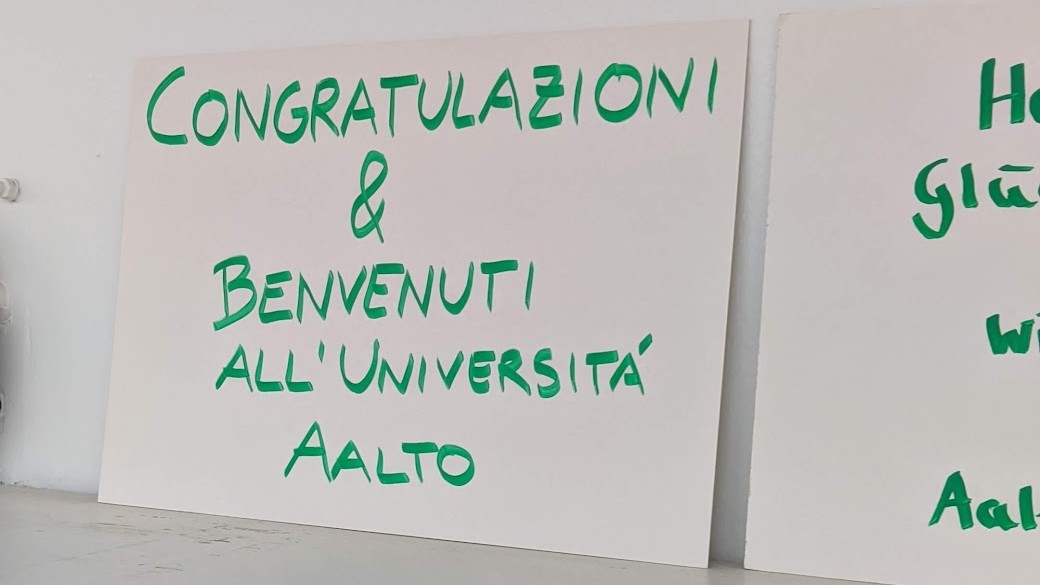 CONGRATULAZIONI
&
BENVENUTI
ALL'UNIVERSITÁ
AALTO